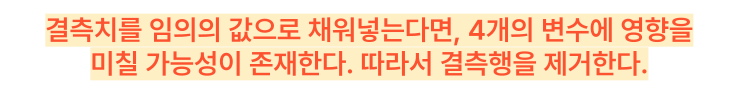 결측치를 임의의 값으로 채워넣는다면, 4개의 변수에 영향을
미칠 가능성이 존재한다. 따라서 결측행을 제거한다.